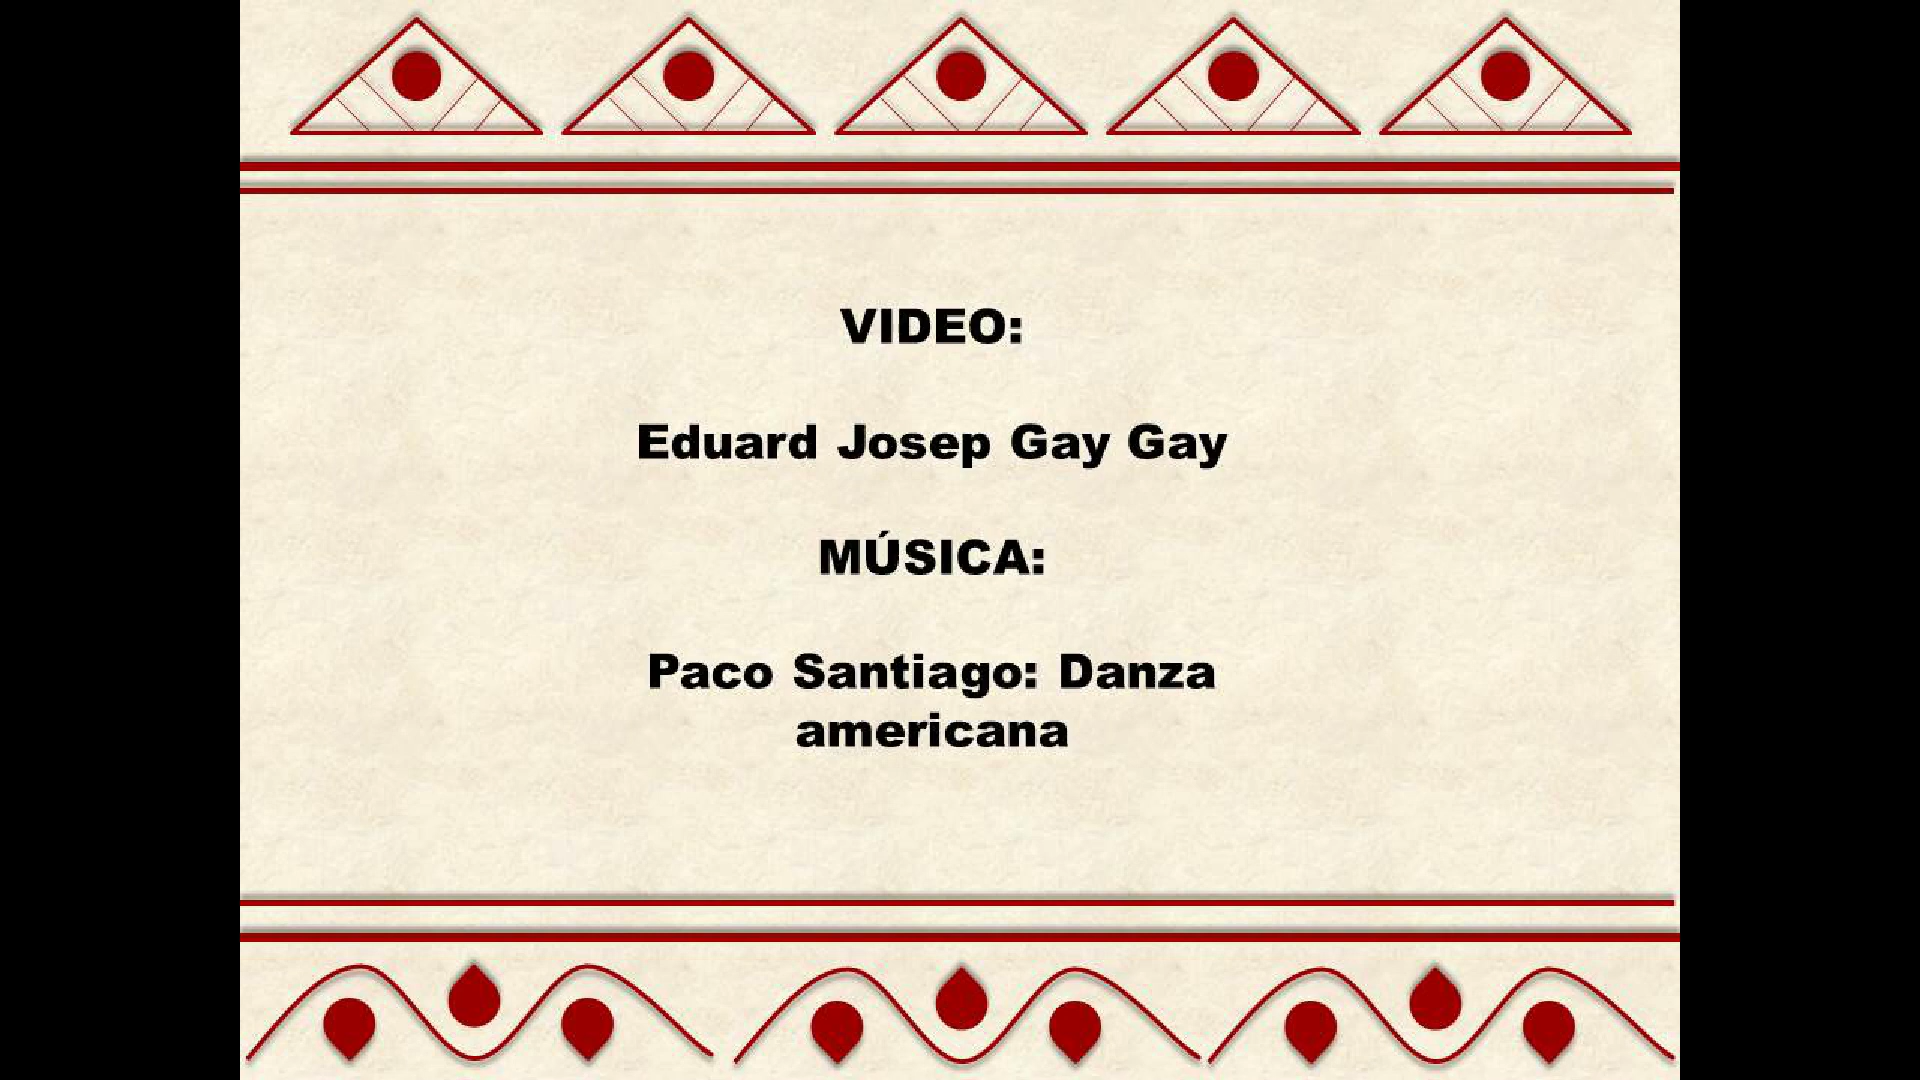 VIDEO:
Eduard Josep Gay Gay
MÚSICA:
Paco Santiago: Danza
americana